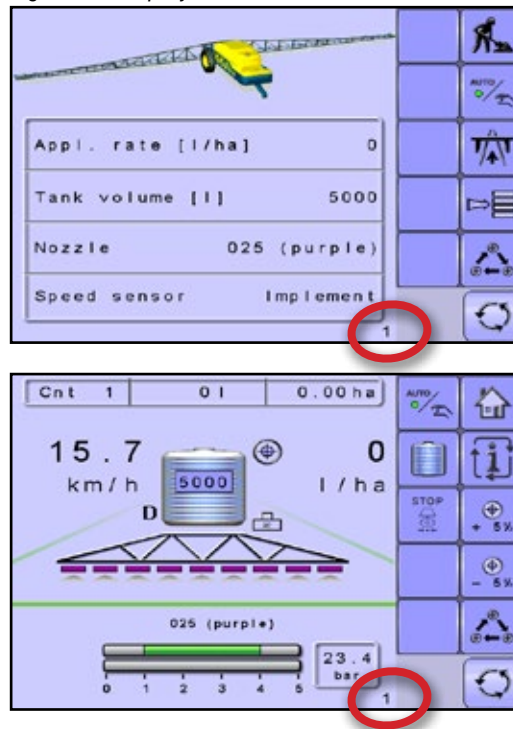 AUTO
Appl. rate [l/ha] 0
Tank volume [l] 5000
Nozzle 025 (purple)
Speed sensor Implement
1
Cnt 1 0 l 0.00 ha
AUTO
15.7 0
km/h 5000 l/ha
D
STOP
+ 5%
- 5%
025 (purple)
23.4
bar
0 1 2 3 4 5
1